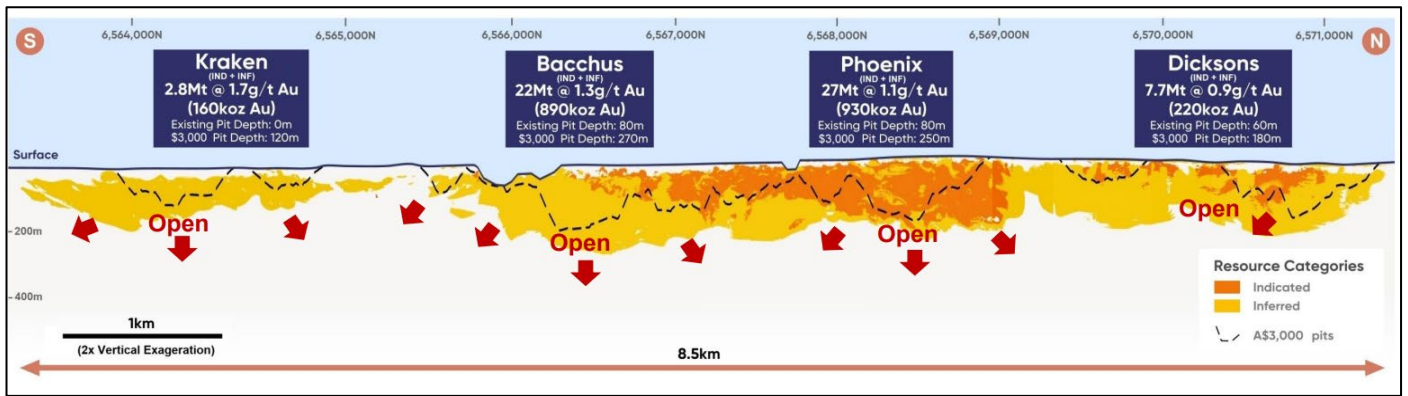 S
6,564,000N
6,565,000N
6,566,000N
6,567,000N
6,568,000N
6,569,000N
6,570,000N
6,571,000N
N
Kraken
(IND + INF)
2.8Mt @ 1.7g/t Au
(160koz Au)
Existing Pit Depth: 0m
$3,000 Pit Depth: 120m
Bacchus
(IND + INF)
22Mt @ 1.3g/t Au
(890koz Au)
Existing Pit Depth: 80m
$3,000 Pit Depth: 270m
Phoenix
(IND + INF)
27Mt @ 1.1g/t Au
(930koz Au)
Existing Pit Depth: 80m
$3,000 Pit Depth: 250m
Dicksons
(IND + INF)
7.7Mt @ 0.9g/t Au
(220koz Au)
Existing Pit Depth: 60m
$3,000 Pit Depth: 180m
Surface
-200m
-400m
Open
Open
Open
Open
Resource Categories
Indicated
Inferred
A$3,000 pits
1km
(2x Vertical Exageration)
8.5km